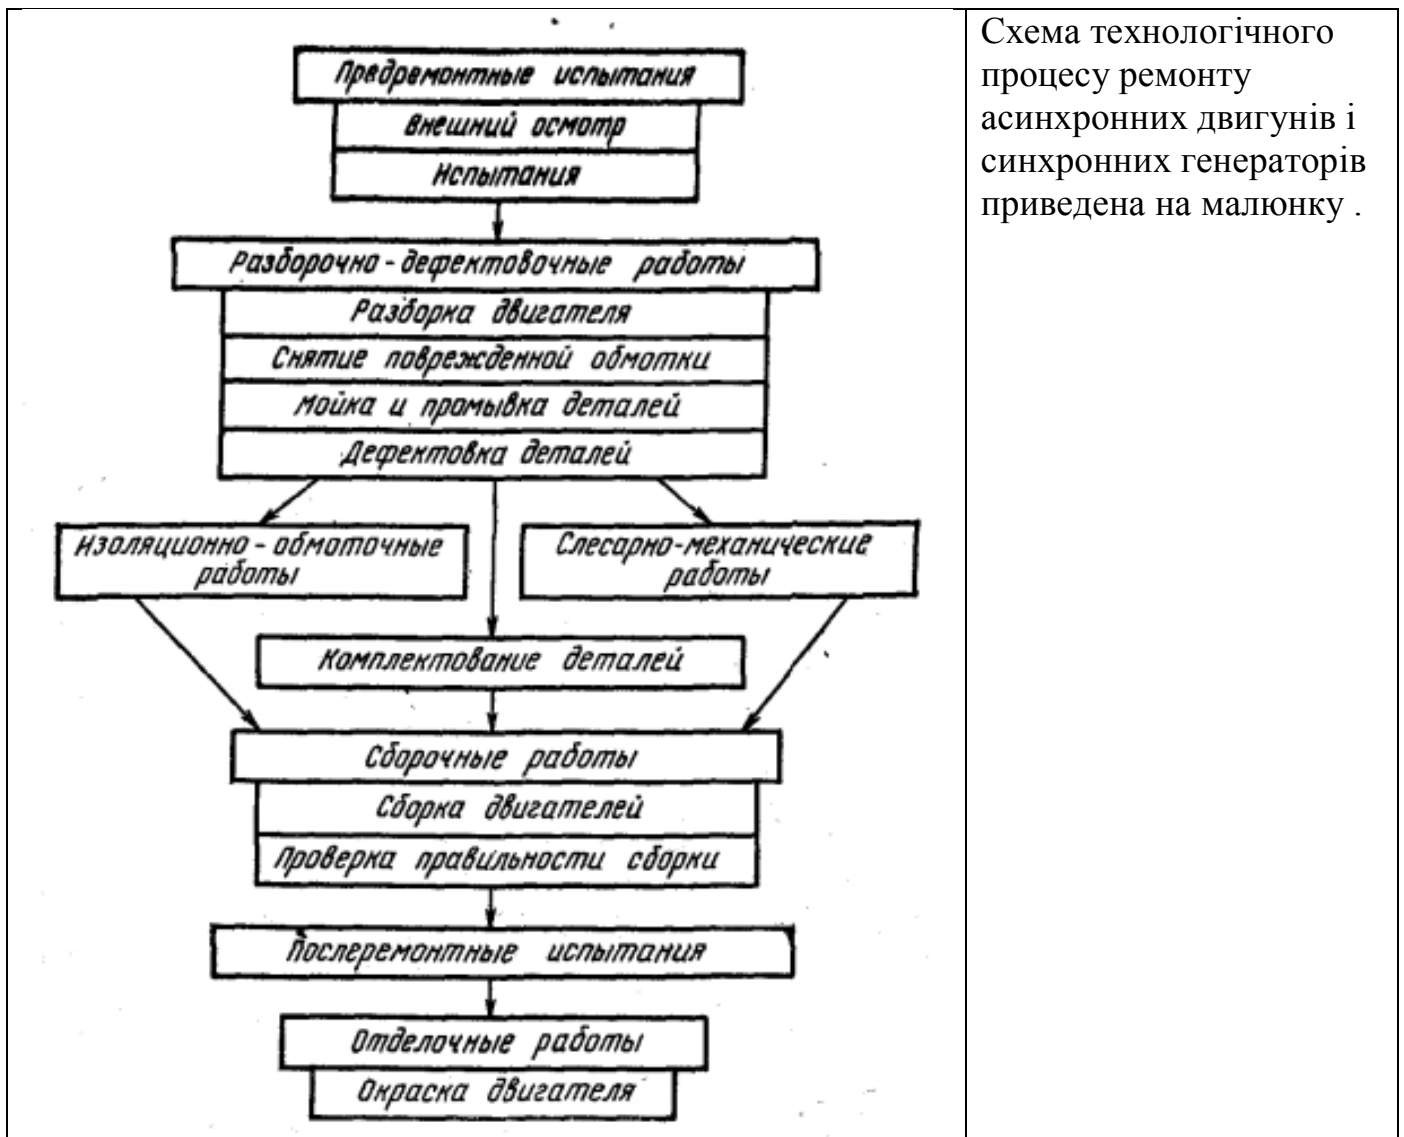 Предремонтные испытания
Внешний осмотр
Испытания
Разборочно-дефектовочные работы
Разборка двигателя
Снятие поврежденной обмотки
Мойка и промывка деталей
Дефектовка деталей
Изоляционно-обмоточные
работы
Слесарно-механические
работы
Комплектование деталей
Сборочные работы
Сборка двигателей
Проверка правильности сборки
Послеремонтные испытания
Отделочные работы
Окраска двигателя
Схема технологічного
процесу ремонту
асинхронних двигунів і
синхронних генераторів
приведена на малюнку .